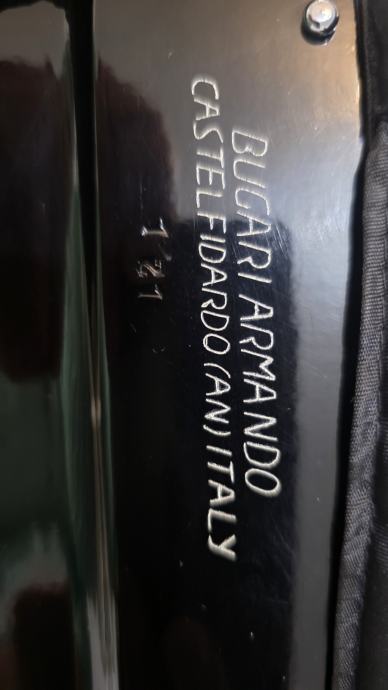 BUGARI ARMANDO
CASTELFIDARDO (AN) ITALY
121